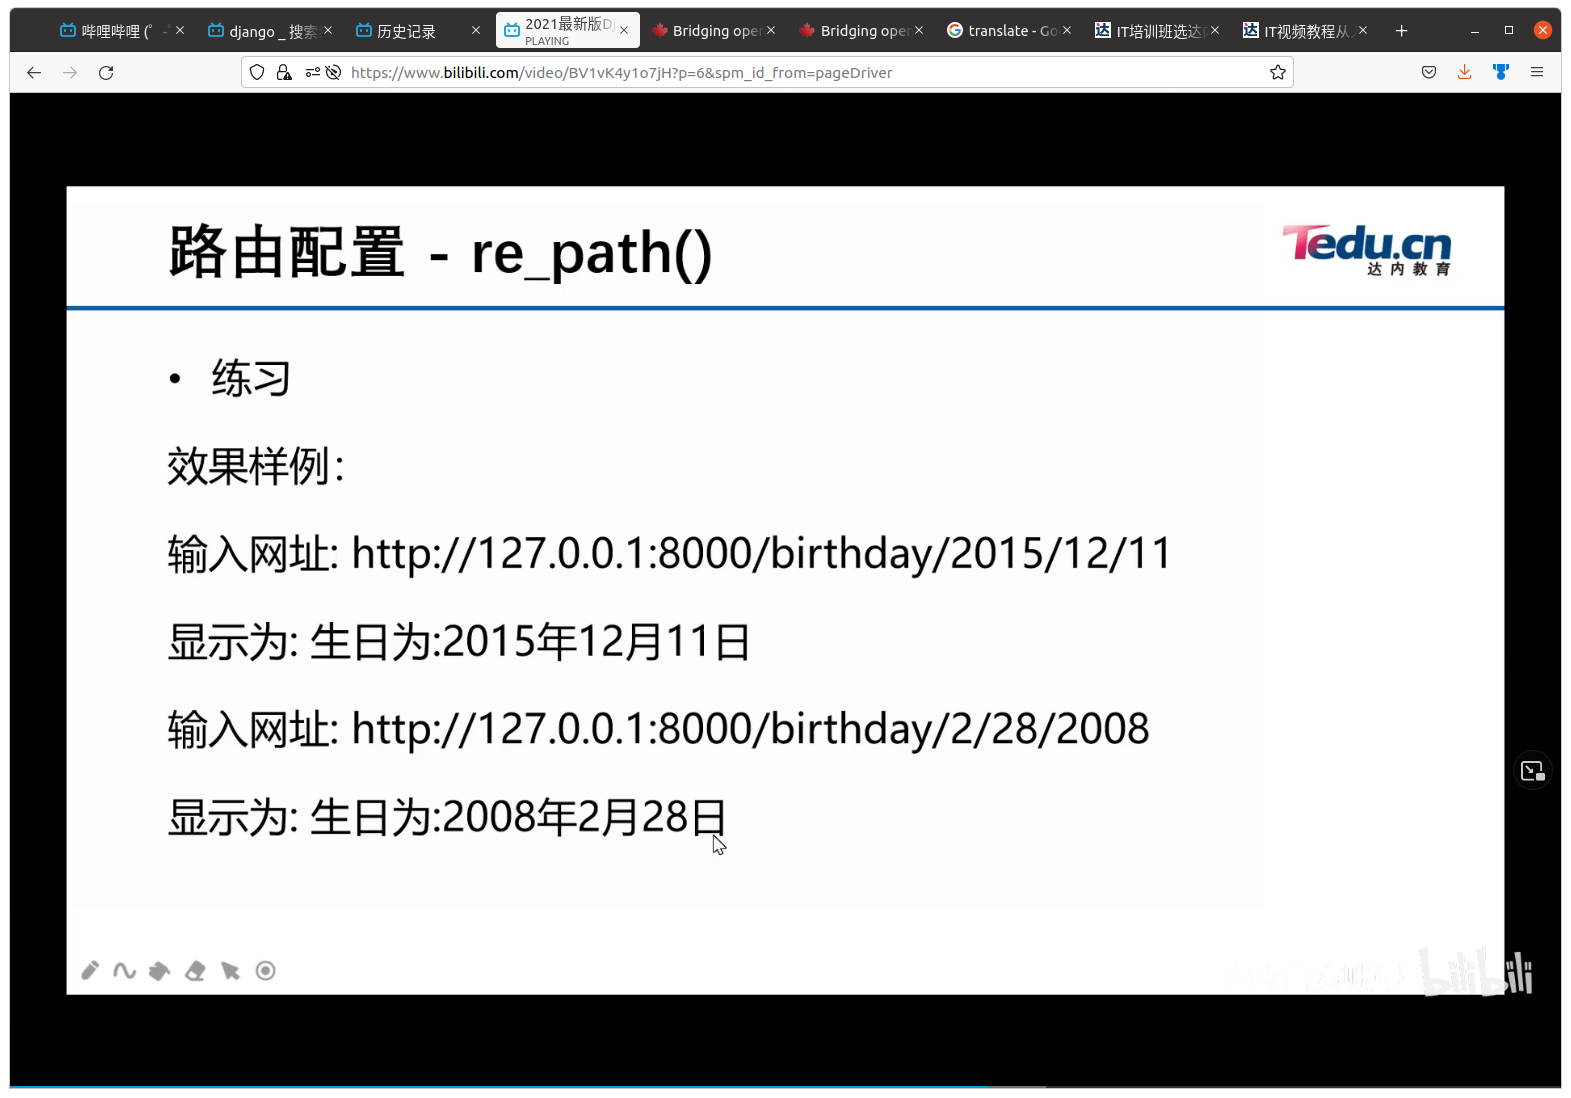 哔哩哔哩 (゜-
django _ 搜索
历史记录
2021最新版Dj
PLAYING
Bridging oper
Bridging oper
translate - Go
IT培训班选达内
IT视频教程从入
https://www.bilibili.com/video/BV1vK4y1o7jH?p=6&spm_id_from=pageDriver
路由配置 - re_path()
Tedu.cn
达内教育
• 练习
效果样例：
输入网址: http://127.0.0.1:8000/birthday/2015/12/11
显示为: 生日为:2015年12月11日
输入网址: http://127.0.0.1:8000/birthday/2/28/2008
显示为: 生日为:2008年2月28日
bilibili